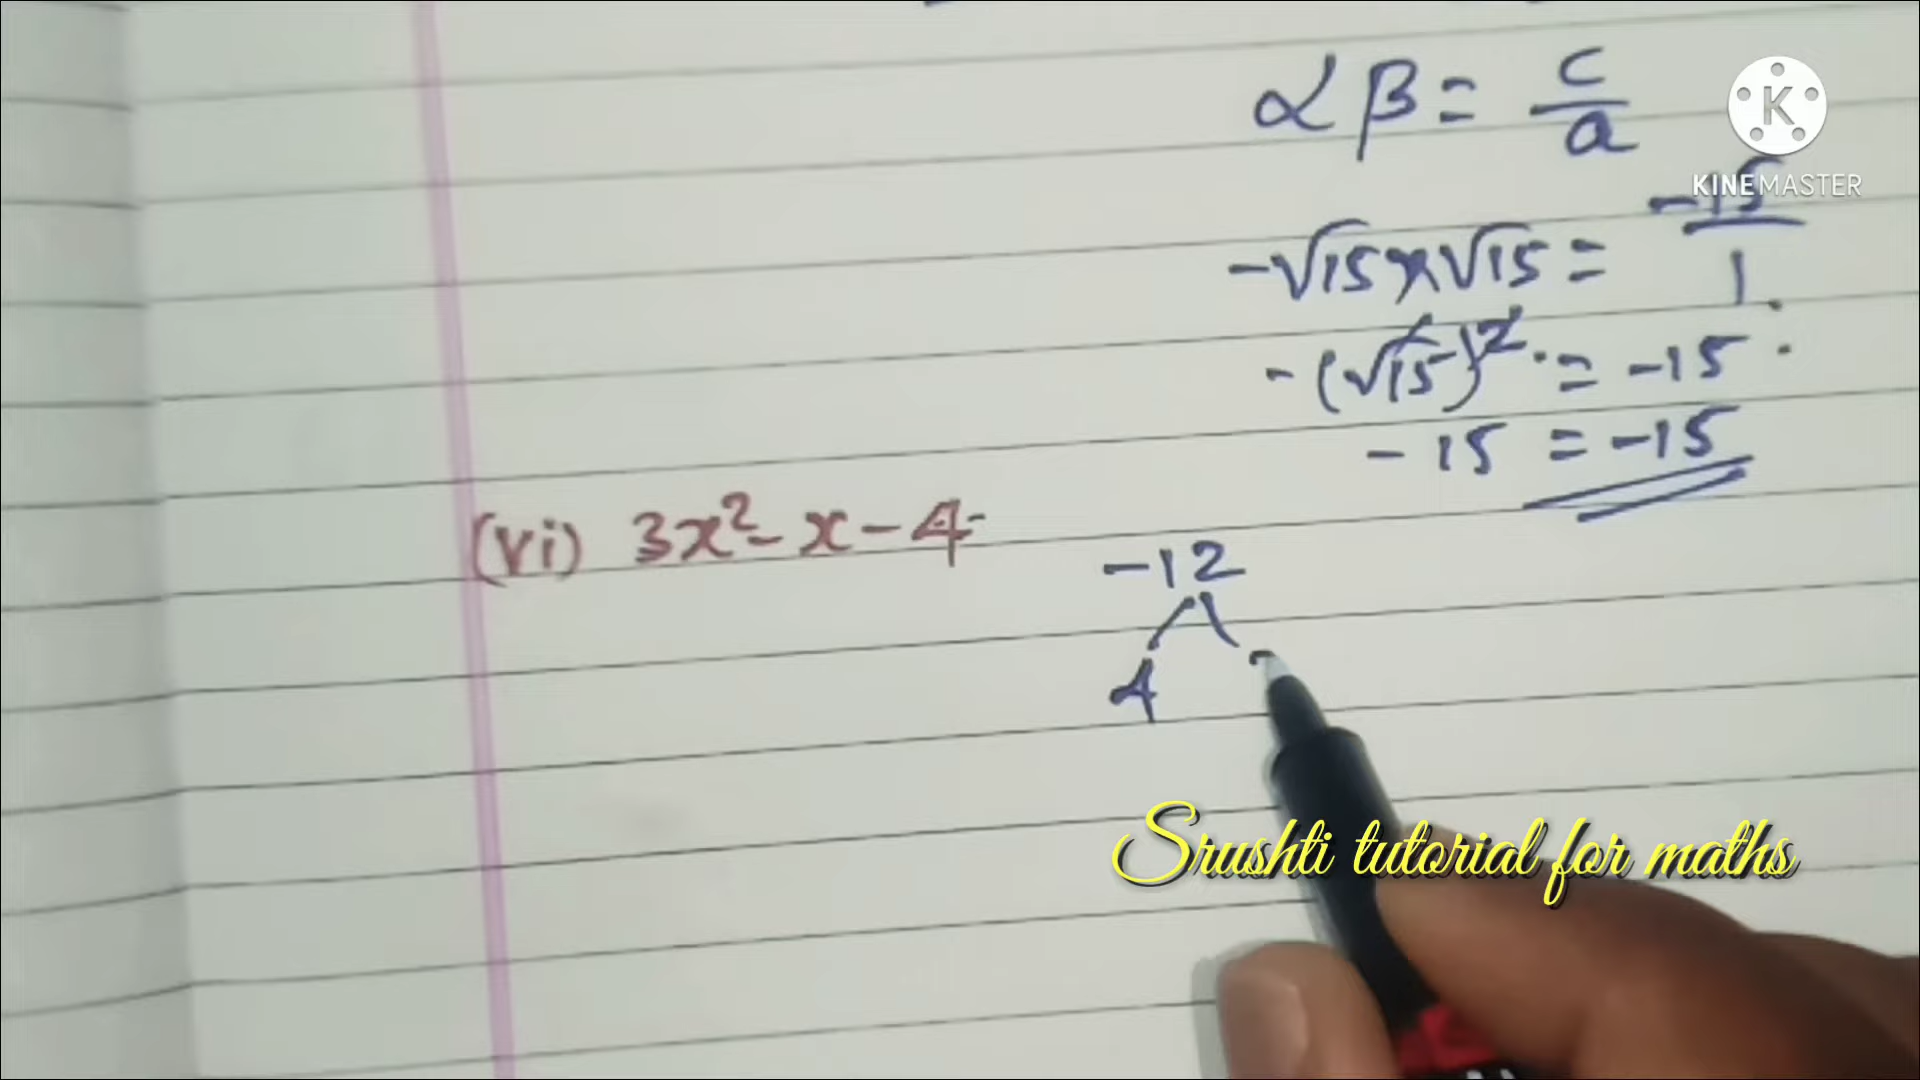 αβ = c/a
KINEMASTER
-√15 x √15 = -15/1
-(√15)² = -15
-15 = -15
(vi) 3x² - x - 4
-12
4
Srushti tutorial for maths